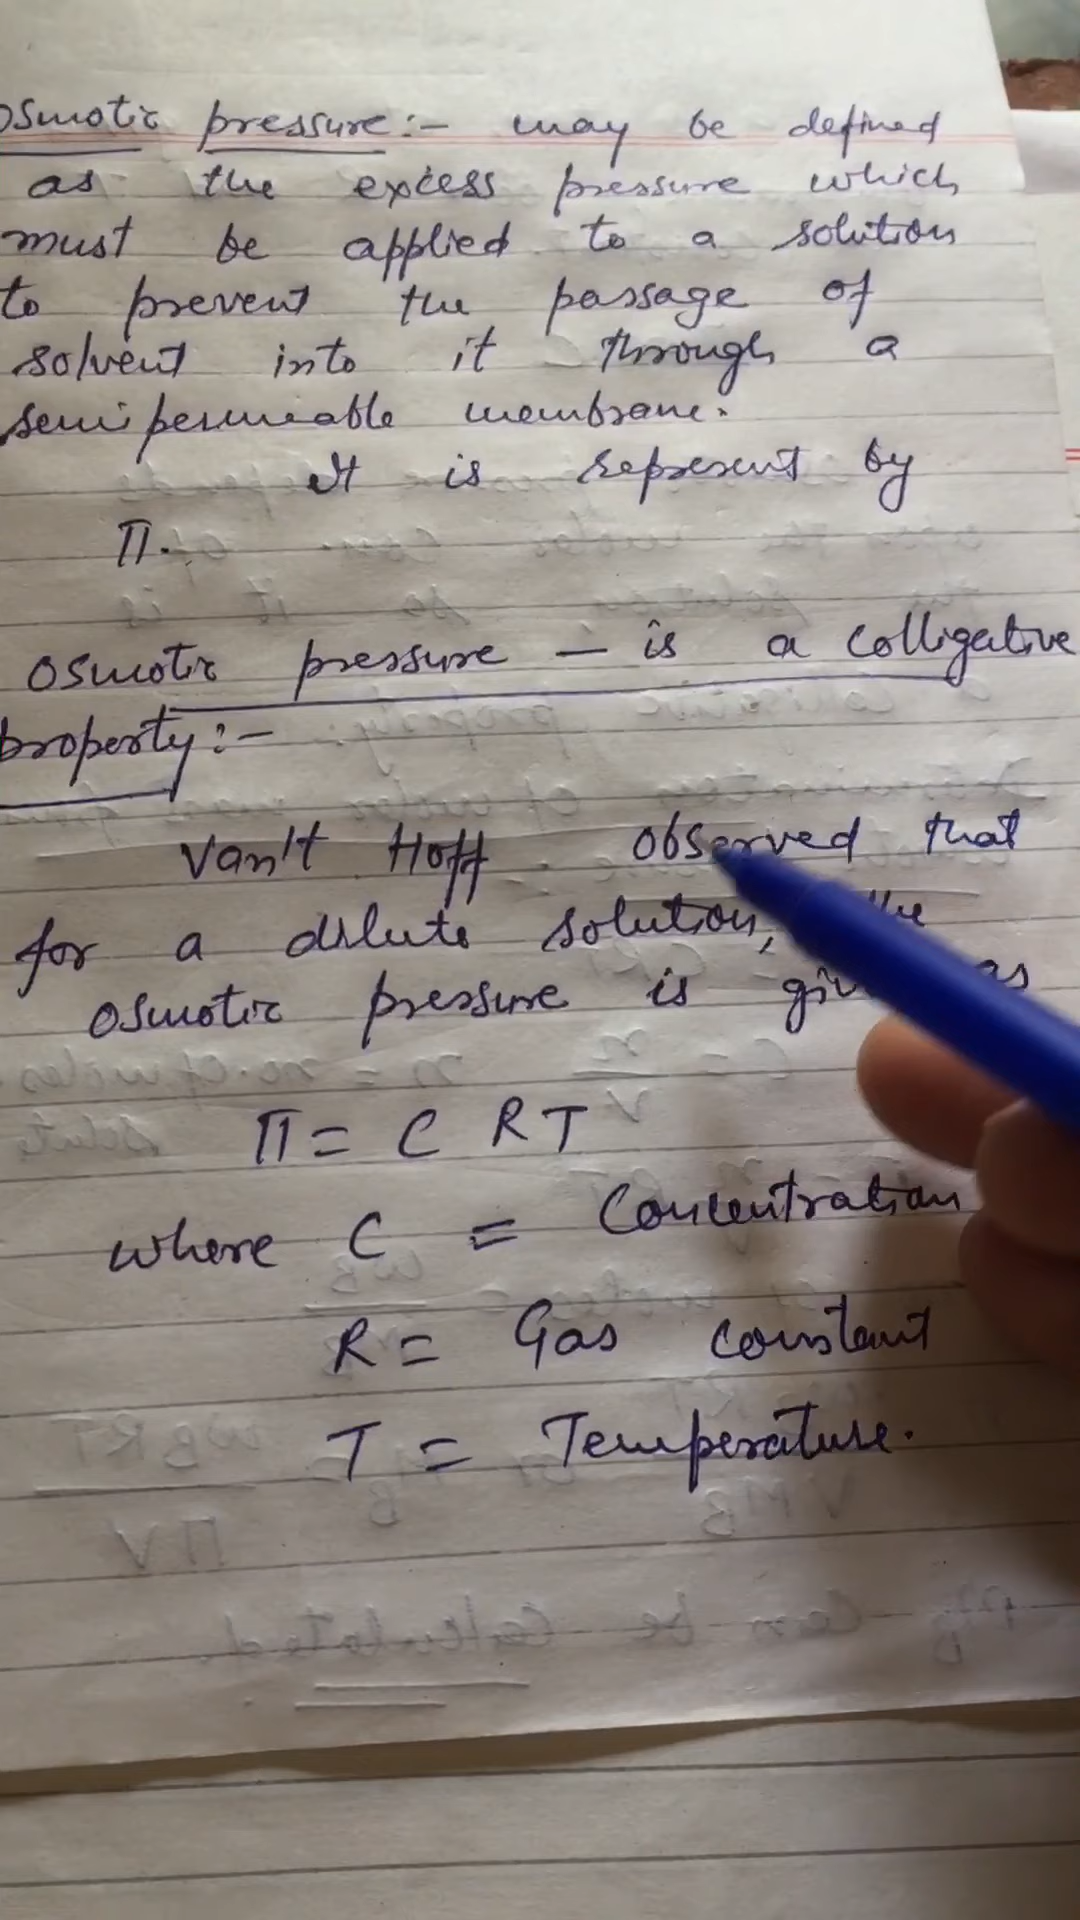 Osmotic pressure:- may be defined
as the excess pressure which
must be applied to a solution
to prevent the passage of
solvent into it through a
semipermeable membrane.
It is represent by
π.
Osmotic pressure - is a colligative
property:-
Van't Hoff observed that
for a dilute solution, the
osmotic pressure is as
π = C R T
where C = Concentration
R = Gas constant
T = Temperature.